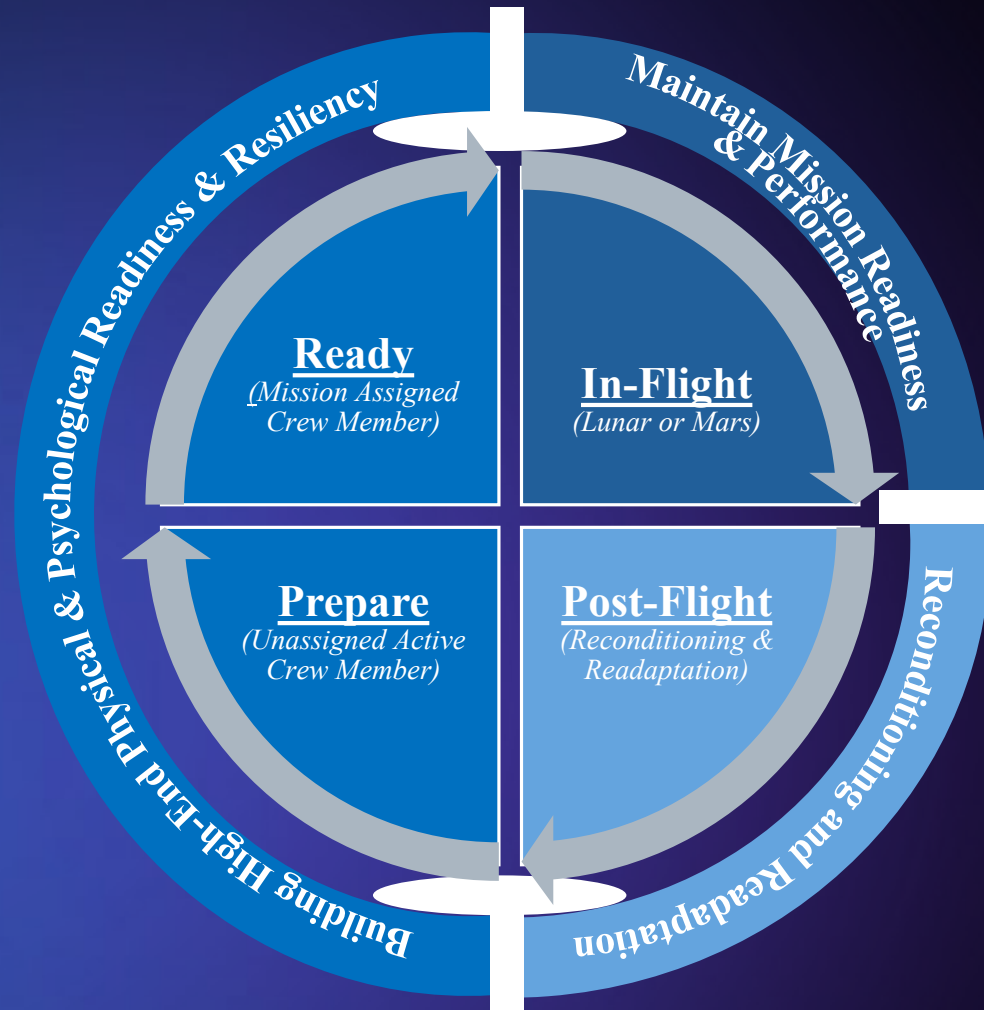 Building High-End Physical & Psychological Readiness & Resiliency
Maintain Mission Readiness
& Performance
Ready
(Mission Assigned
Crew Member)
In-Flight
(Lunar or Mars)
Prepare
(Unassigned Active
Crew Member)
Post-Flight
(Reconditioning &
Readaptation)
Reconditioning and Readaptation